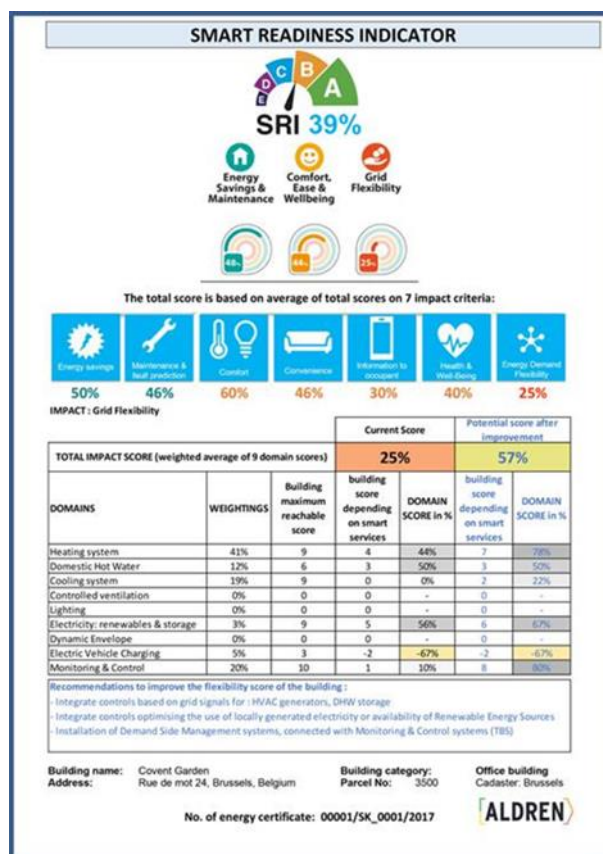 SMART READINESS INDICATOR
E D C B A
SRI 39%
Energy Savings & Maintenance
Comfort, Ease & Wellbeing
Grid Flexibility
48% 44% 25%
The total score is based on average of total scores on 7 impact criteria:
Energy savings
Maintenance & fault prediction
Comfort
Convenience
Information to occupant
Health & Well-Being
Energy Demand Flexibility
50% 46% 60% 46% 30% 40% 25%
IMPACT : Grid Flexibility
Current Score
Potential score after improvement
TOTAL IMPACT SCORE (weighted average of 9 domain scores) 25% 57%
DOMAINS
WEIGHTINGS
Building maximum reachable score
building score depending on smart services
DOMAIN SCORE in %
building score depending on smart services
DOMAIN SCORE in %
Heating system 41% 9 4 44% 7 78%
Domestic Hot Water 12% 6 3 50% 3 50%
Cooling system 19% 9 0 0% 2 22%
Controlled ventilation 0% 0 0 - 0 -
Lighting 0% 0 0 - 0 -
Electricity: renewables & storage 3% 9 5 56% 6 67%
Dynamic Envelope 0% 0 0 - 0 -
Electric Vehicle Charging 5% 3 -2 -67% -2 -67%
Monitoring & Control 20% 10 1 10% 8 80%
Recommendations to improve the flexibility score of the building :
- Integrate controls based on grid signals for : HVAC generators, DHW storage
- Integrate controls optimising the use of locally generated electricity or availability of Renewable Energy Sources
- Installation of Demand Side Management systems, connected with Monitoring & Control systems (TBS)
Building name: Covent Garden Building category: Office building
Address: Rue de mot 24, Brussels, Belgium Parcel No: 3500 Cadaster: Brussels
No. of energy certificate: 00001/SK_0001/2017
ALDREN